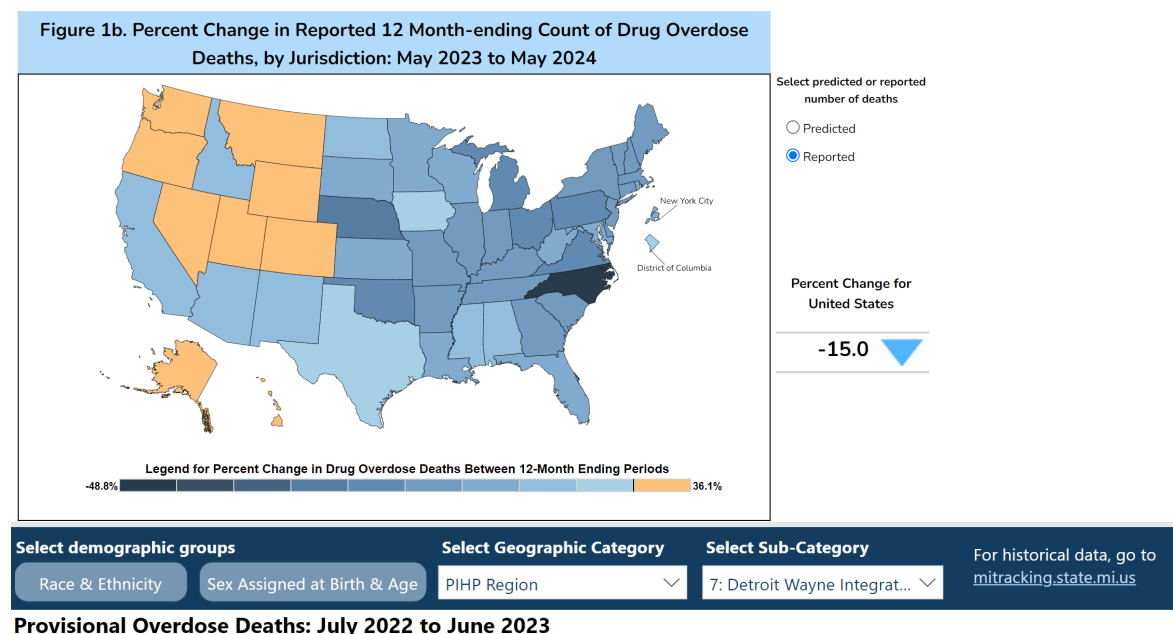 Figure 1b. Percent Change in Reported 12 Month-ending Count of Drug Overdose
Deaths, by Jurisdiction: May 2023 to May 2024
Select predicted or reported
number of deaths
Predicted
Reported
New York City
District of Columbia
Percent Change for
United States
-15.0
Legend for Percent Change in Drug Overdose Deaths Between 12-Month Ending Periods
-48.8%
36.1%
Select demographic groups
Race & Ethnicity
Sex Assigned at Birth & Age
Select Geographic Category
PIHP Region
Select Sub-Category
7: Detroit Wayne Integrat...
For historical data, go to
mitracking.state.mi.us
Provisional Overdose Deaths: July 2022 to June 2023